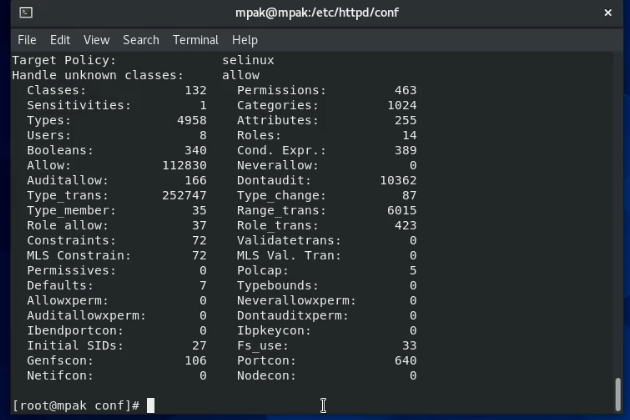 mpak@mpak:/etc/httpd/conf
File Edit View Search Terminal Help
Target Policy: selinux
Handle unknown classes: allow
Classes: 132 Permissions: 463
Sensitivities: 1 Categories: 1024
Types: 4958 Attributes: 255
Users: 8 Roles: 14
Booleans: 340 Cond. Expr.: 389
Allow: 112830 Neverallow: 0
Auditallow: 166 Dontaudit: 10362
Type_trans: 252747 Type_change: 87
Type_member: 35 Range_trans: 6015
Role allow: 37 Role_trans: 423
Constraints: 72 Validatetrans: 0
MLS Constrain: 72 MLS Val. Tran: 0
Permissives: 0 Polcap: 5
Defaults: 7 Typebounds: 0
Allowxperm: 0 Neverallowxperm: 0
Auditallowxperm: 0 Dontauditxperm: 0
Ibendportcon: 0 Ibpkeycon: 0
Initial SIDs: 27 Fs_use: 33
Genfscon: 106 Portcon: 640
Netifcon: 0 Nodecon: 0
[root@mpak conf]#